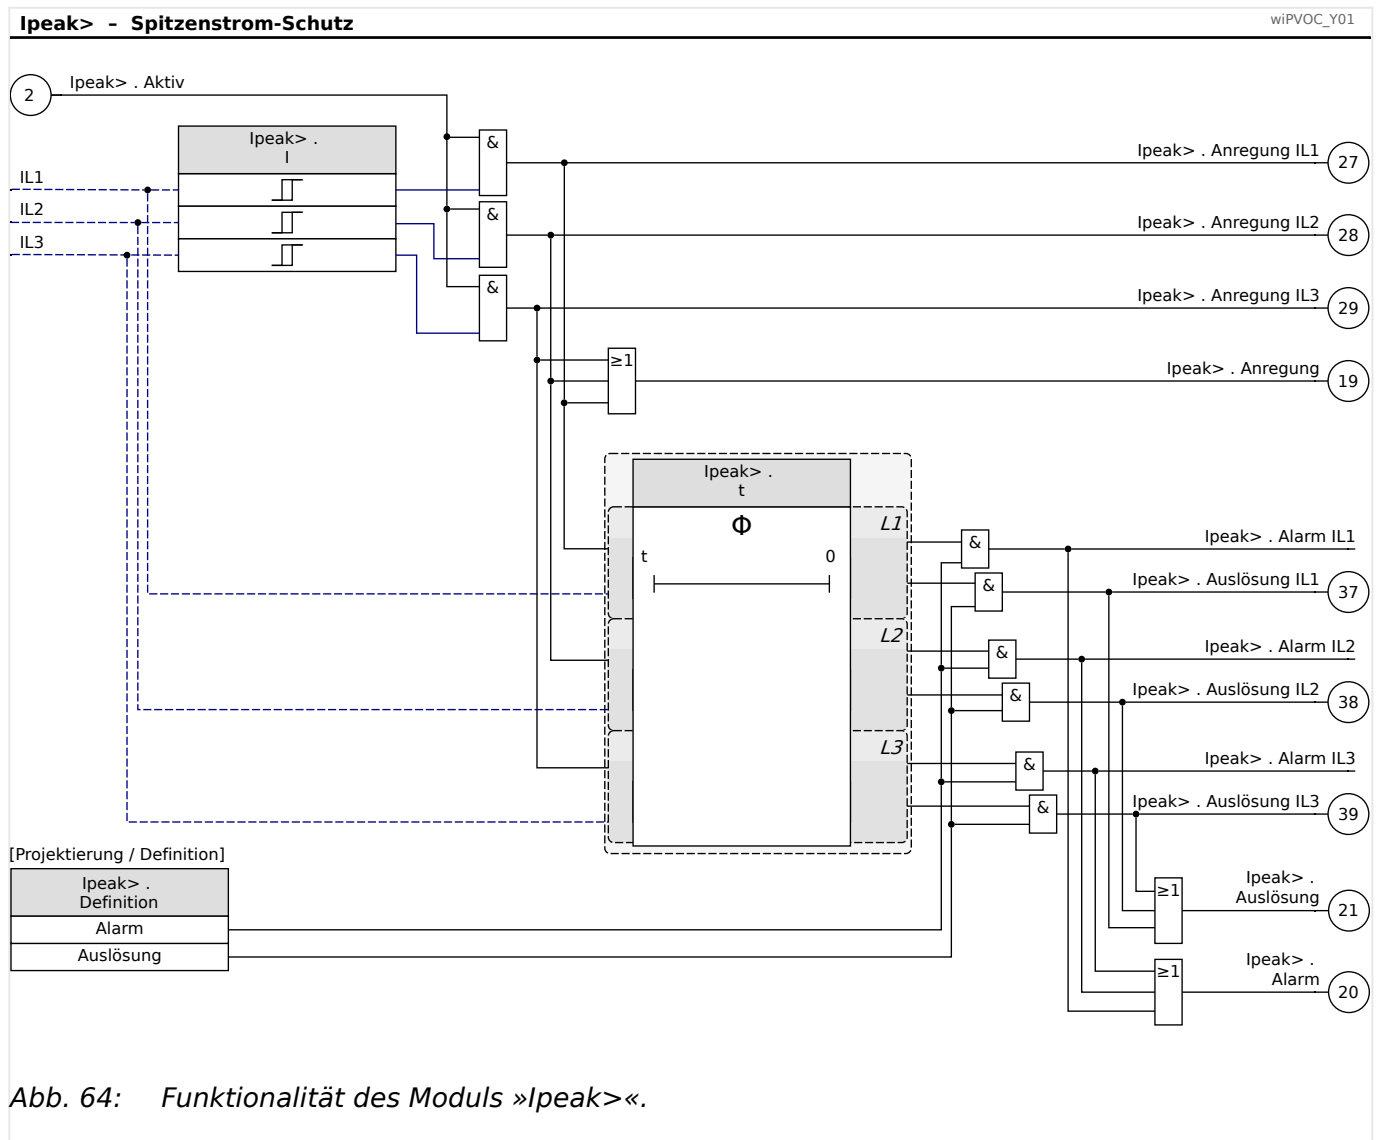 Ipeak> – Spitzenstrom-Schutz
wiPVOC_Y01
2
Ipeak> . Aktiv
Ipeak> .
I
IL1
IL2
IL3
&
&
&
Ipeak> . Anregung IL1
27
Ipeak> . Anregung IL2
28
Ipeak> . Anregung IL3
29
≥1
Ipeak> . Anregung
19
Ipeak> .
t
Φ
t 0
L1
L2
L3
&
Ipeak> . Alarm IL1
&
Ipeak> . Auslösung IL1
37
&
Ipeak> . Alarm IL2
&
Ipeak> . Auslösung IL2
38
&
Ipeak> . Alarm IL3
&
Ipeak> . Auslösung IL3
39
[Projektierung / Definition]
Ipeak> .
Definition
Alarm
Auslösung
≥1
Ipeak> .
Auslösung
21
≥1
Ipeak> .
Alarm
20
Abb. 64: Funktionalität des Moduls »Ipeak>«.